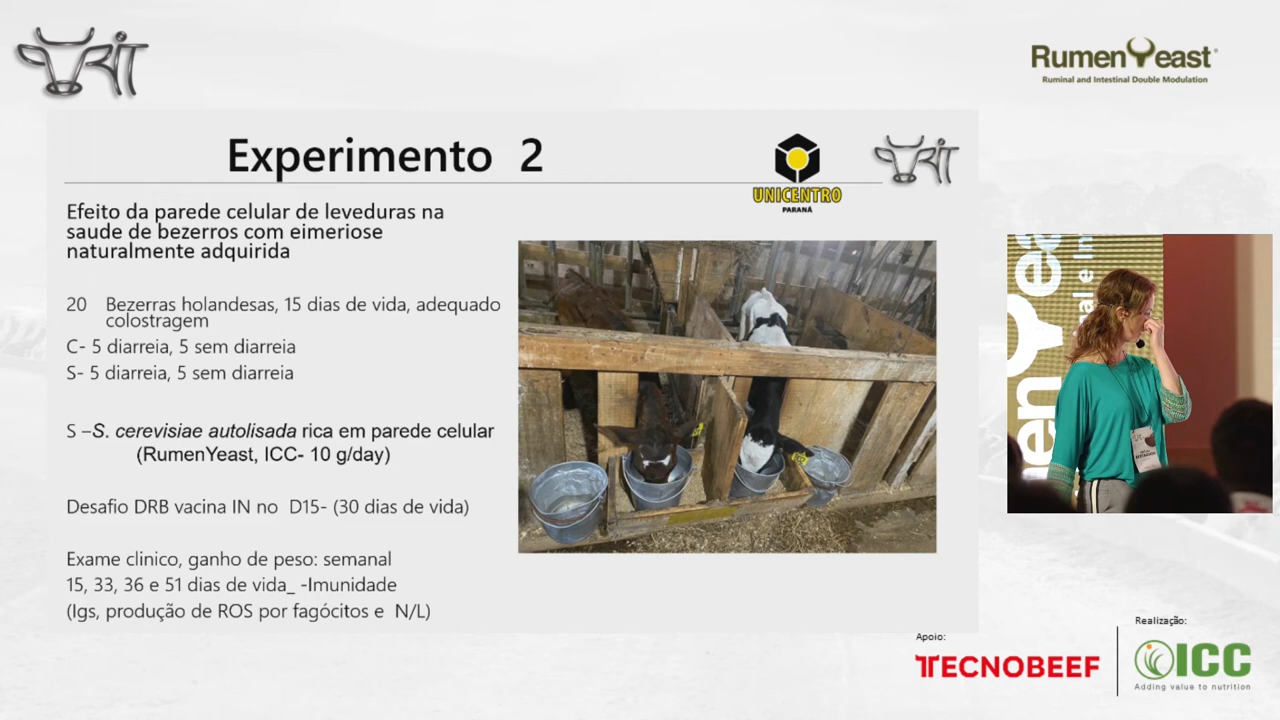 RIT
RumenYeast®
Ruminal and Intestinal Double Modulation
Experimento 2
UNICENTRO
PARANÁ
RIT
Efeito da parede celular de leveduras na
saude de bezerros com eimeriose
naturalmente adquirida
20 Bezerras holandesas, 15 dias de vida, adequado
colostragem
C- 5 diarreia, 5 sem diarreia
S- 5 diarreia, 5 sem diarreia
S –S. cerevisiae autolisada rica em parede celular
(RumenYeast, ICC- 10 g/day)
Desafio DRB vacina IN no D15- (30 dias de vida)
Exame clinico, ganho de peso: semanal
15, 33, 36 e 51 dias de vida_ -Imunidade
(Igs, produção de ROS por fagócitos e N/L)
Apoio:
TECNOBEEF
Realização:
ICC
Adding value to nutrition